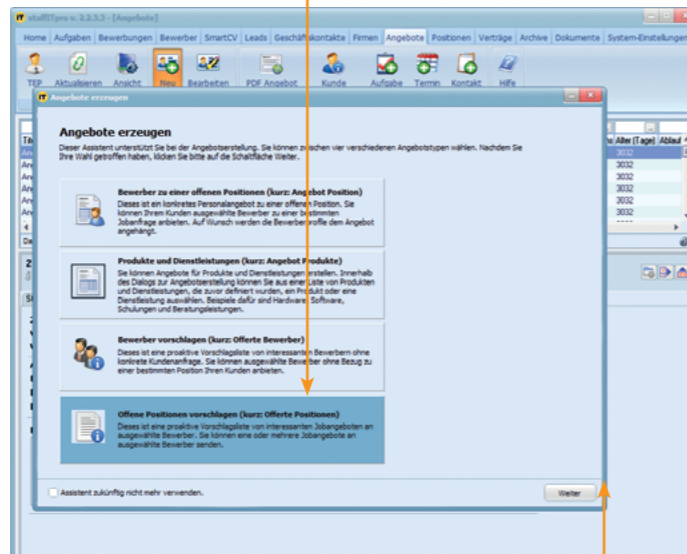 staffITpro v. 2.2.3.3 - [Angebote]
Home Aufgaben Bewerbungen Bewerber SmartCV Leads Geschäftskontakte Firmen Angebote Positionen Verträge Archive Dokumente System-Einstellungen
TEP Aktualisieren Ansicht Neu Bearbeiten PDF Angebot Kunde Aufgabe Termin Kontakt Hilfe
Angebote erzeugen
Alter (Tage) Ablauf
3032
3032
3032
3032
3032
Angebote erzeugen
Dieser Assistent unterstützt Sie bei der Angebotserstellung. Sie können zwischen vier verschiedenen Angebotstypen wählen. Nachdem Sie
Ihre Wahl getroffen haben, klicken Sie bitte auf die Schaltfläche Weiter.
Bewerber zu einer offenen Positionen (kurz: Angebot Position)
Dieses ist ein konkretes Personalangebot zu einer offenen Position. Sie
können Ihrem Kunden ausgewählte Bewerber zu einer bestimmten
Jobanfrage anbieten. Auf Wunsch werden die Bewerberprofile dem Angebot
angehängt.
Produkte und Dienstleistungen (kurz: Angebot Produkte)
Sie können Angebote für Produkte und Dienstleistungen erstellen. Innerhalb
des Dialogs zur Angebotserstellung können Sie aus einer Liste von Produkten
und Dienstleistungen, die zuvor definiert wurden, ein Produkt oder eine
Dienstleistung auswählen. Beispiele dafür sind Hardware, Software,
Schulungen und Beratungsleistungen.
Bewerber vorschlagen (kurz: Offerte Bewerber)
Dieses ist eine proaktive Vorschlagsliste von interessanten Bewerbern ohne
konkrete Kundenanfrage. Sie können ausgewählte Bewerber ohne Bezug zu
einer bestimmten Position Ihren Kunden anbieten.
Offene Positionen vorschlagen (kurz: Offerte Positionen)
Dieses ist eine proaktive Vorschlagsliste von interessanten Jobangeboten an
ausgewählte Bewerber. Sie können eine oder mehrere Jobangebote an
ausgewählte Bewerber senden.
Assistent zukünftig nicht mehr verwenden.
Weiter